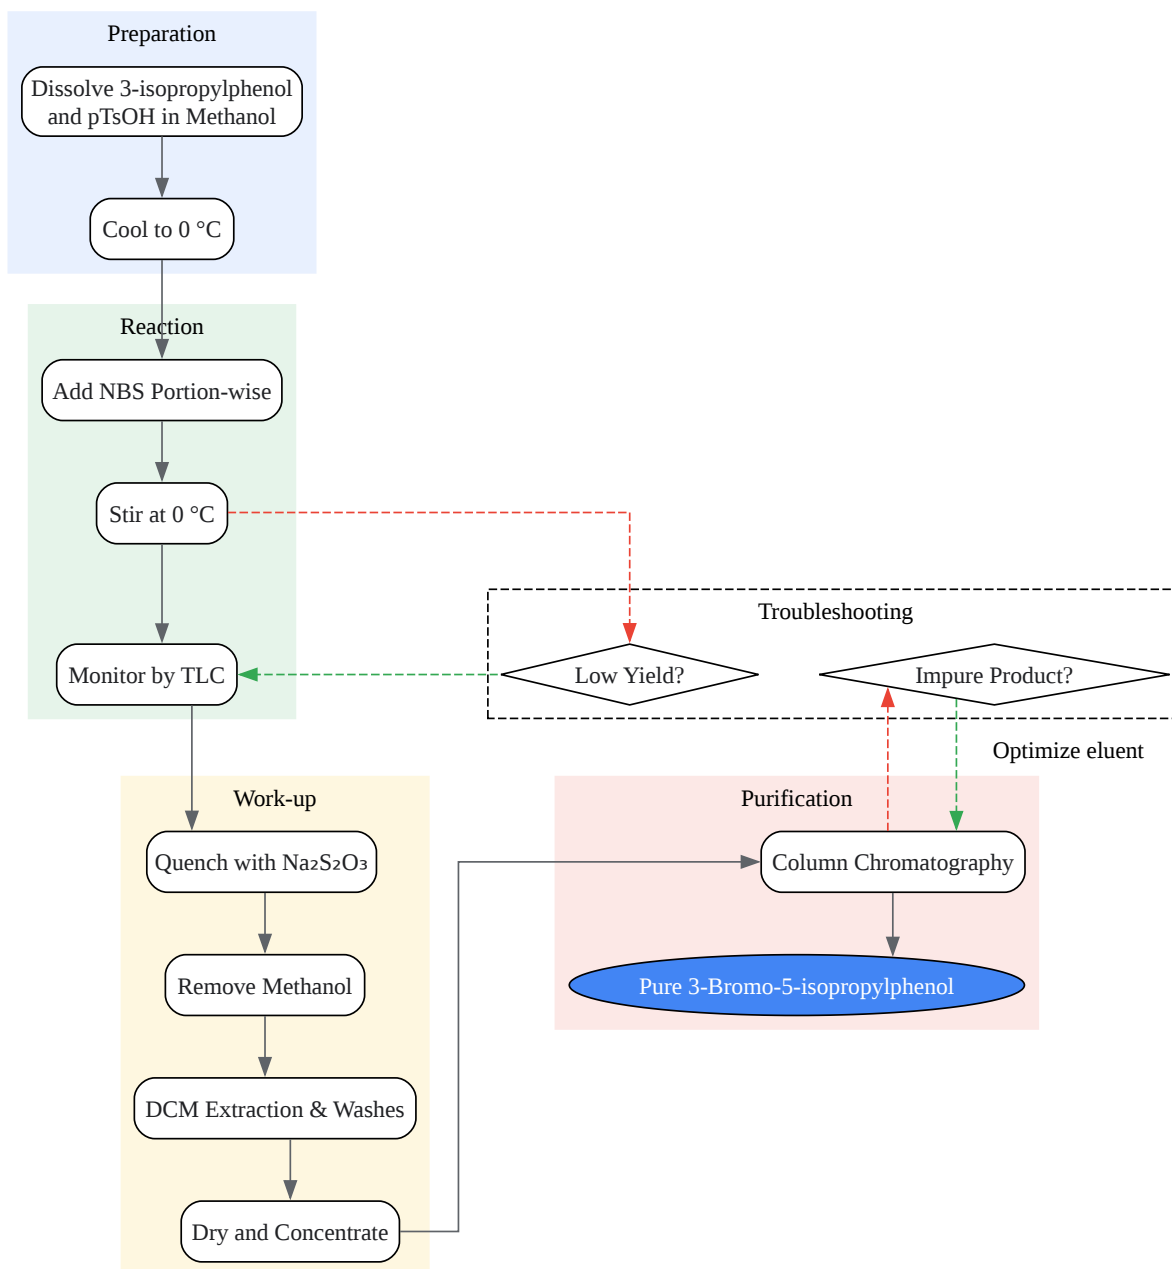 Preparation
Dissolve 3-isopropylphenol
and pTsOH in Methanol
Cool to 0 °C
Reaction
Add NBS Portion-wise
Stir at 0 °C
Monitor by TLC
Troubleshooting
Low Yield?
Impure Product?
Optimize eluent
Work-up
Quench with Na₂S₂O₃
Remove Methanol
DCM Extraction & Washes
Dry and Concentrate
Purification
Column Chromatography
Pure 3-Bromo-5-isopropylphenol